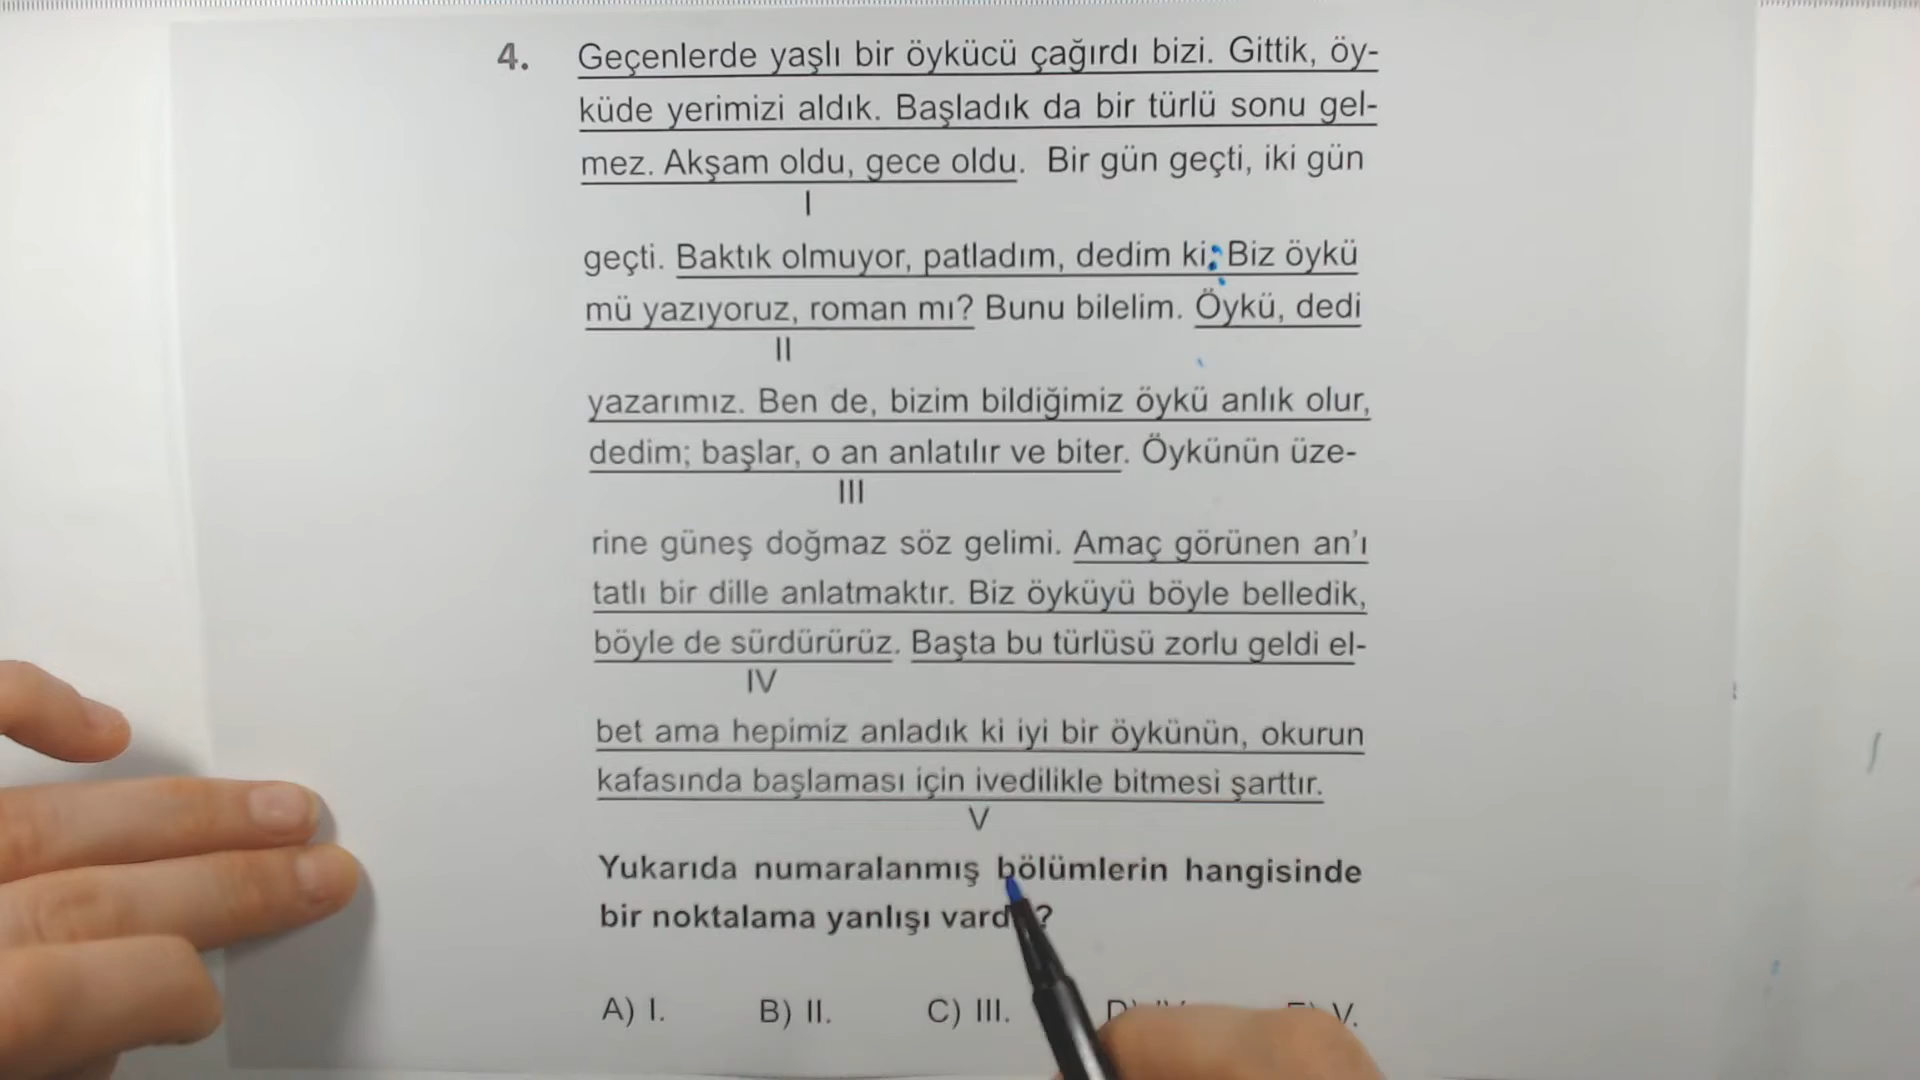 4. Geçenlerde yaşlı bir öykücü çağırdı bizi. Gittik, öy-
küde yerimizi aldık. Başladık da bir türlü sonu gel-
mez. Akşam oldu, gece oldu. Bir gün geçti, iki gün
I
geçti. Baktık olmuyor, patladım, dedim ki; Biz öykü
mü yazıyoruz, roman mı? Bunu bilelim. Öykü, dedi
II
yazarımız. Ben de, bizim bildiğimiz öykü anlık olur,
dedim; başlar, o an anlatılır ve biter. Öykünün üze-
III
rine güneş doğmaz söz gelimi. Amaç görünen an'ı
tatlı bir dille anlatmaktır. Biz öyküyü böyle belledik,
böyle de sürdürürüz. Başta bu türlüsü zorlu geldi el-
IV
bet ama hepimiz anladık ki iyi bir öykünün, okurun
kafasında başlaması için ivedilikle bitmesi şarttır.
V
Yukarıda numaralanmış bölümlerin hangisinde
bir noktalama yanlışı vardır?
A) I. B) II. C) III. V.